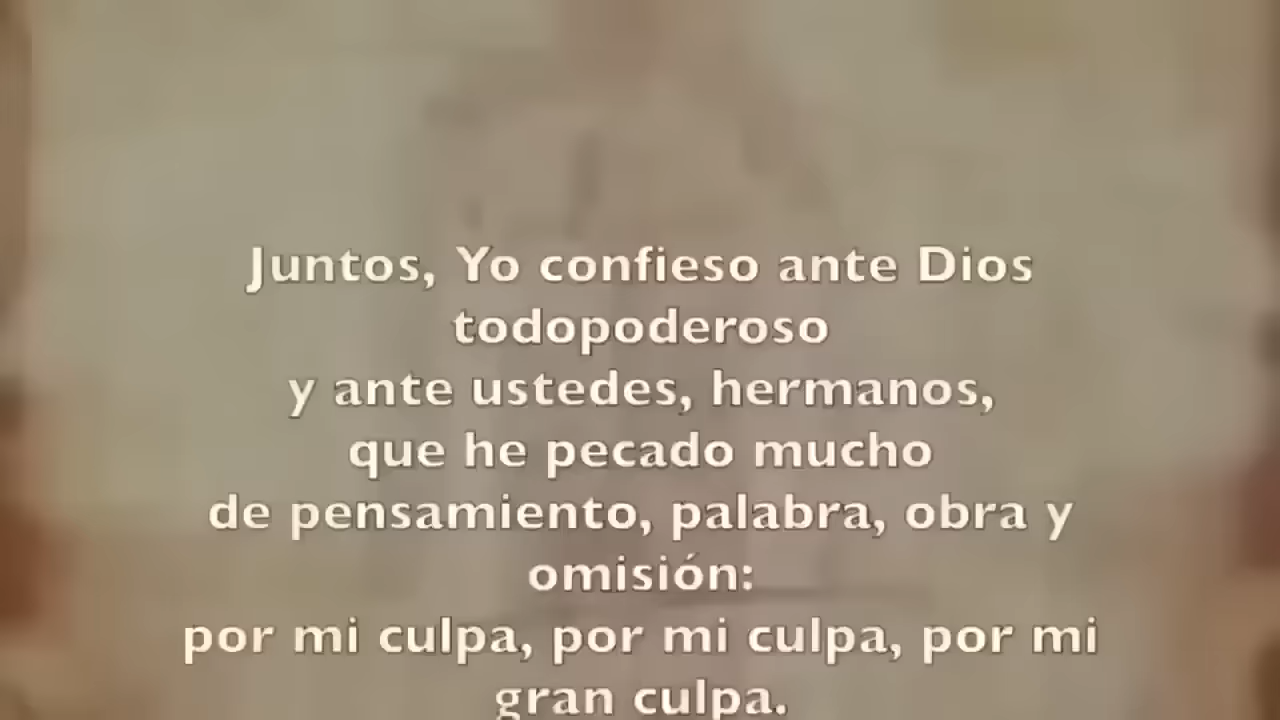 Juntos, Yo confieso ante Dios
todopoderoso
y ante ustedes, hermanos,
que he pecado mucho
de pensamiento, palabra, obra y
omisión:
por mi culpa, por mi culpa, por mi
gran culpa.